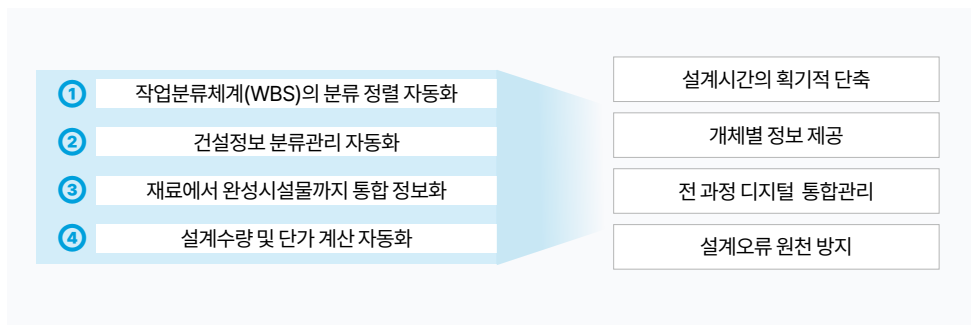 ① 작업분류체계(WBS)의 분류 정렬 자동화
② 건설정보 분류관리 자동화
③ 재료에서 완성시설물까지 통합 정보화
④ 설계수량 및 단가 계산 자동화
설계시간의 획기적 단축
개체별 정보 제공
전 과정 디지털 통합관리
설계오류 원천 방지